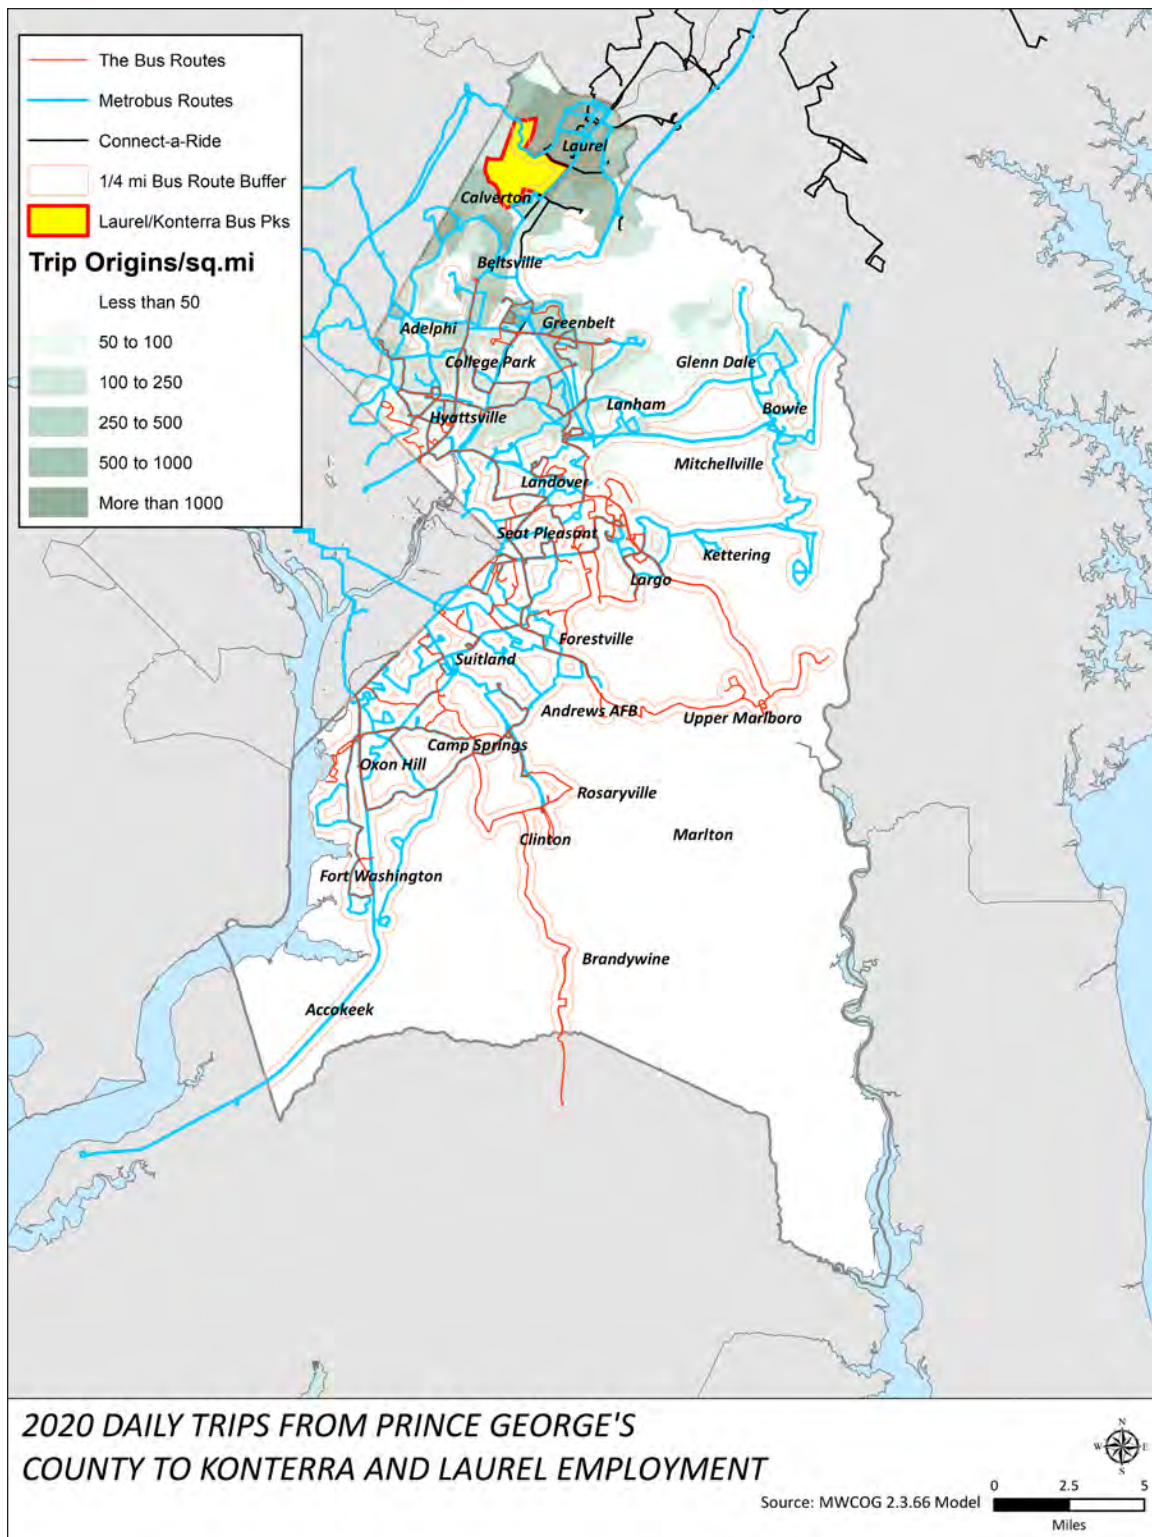 The Bus Routes
Metrobus Routes
Connect-a-Ride
1/4 mi Bus Route Buffer
Laurel/Konterra Bus Pks
Trip Origins/sq.mi
Less than 50
50 to 100
100 to 250
250 to 500
500 to 1000
More than 1000
Laurel
Calverton
Beltsville
Adelphi
Greenbelt
College Park
Glenn Dale
Hyattsville
Lanham
Bowie
Mitchellville
Landover
Seat Pleasant
Kettering
Largo
Forestville
Suitland
Andrews AFB
Upper Marlboro
Camp Springs
Oxon Hill
Rosaryville
Clinton
Marlton
Fort Washington
Brandywine
Accokeek
2020 DAILY TRIPS FROM PRINCE GEORGE'S
COUNTY TO KONTERRA AND LAUREL EMPLOYMENT
N
W E
S
Source: MWCOG 2.3.66 Model
0 2.5 5
Miles